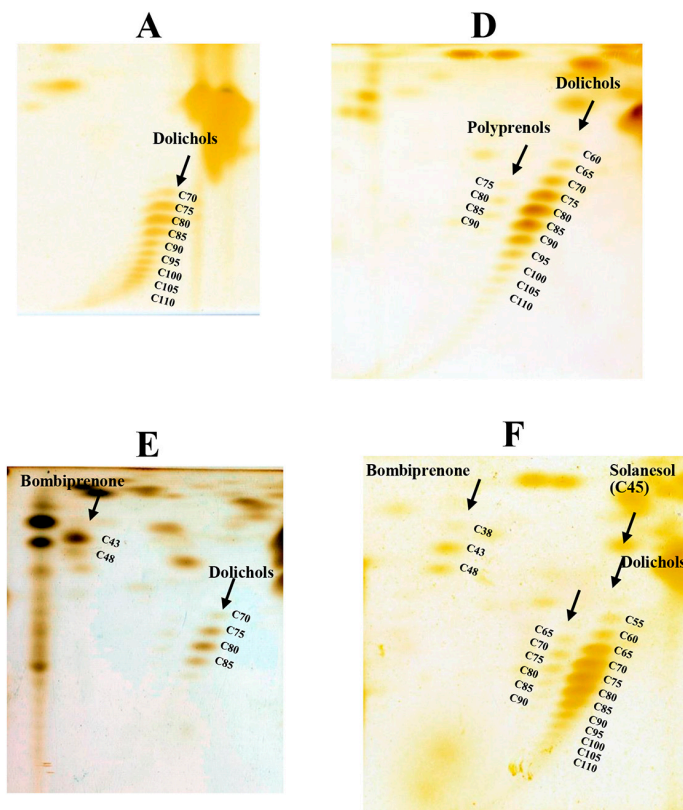 A
Dolichols
C70
C75
C80
C85
C90
C95
C100
C105
C110
D
Dolichols
Polyprenols
C60
C65
C70
C75
C80
C85
C90
C95
C100
C105
C110
C75
C80
C85
C90
E
Bombiprenone
C43
C48
Dolichols
C70
C75
C80
C85
F
Bombiprenone
Solanesol
(C45)
C38
C43
C48
Dolichols
C55
C60
C65
C70
C75
C80
C85
C90
C95
C100
C105
C110
C65
C70
C75
C80
C85
C90